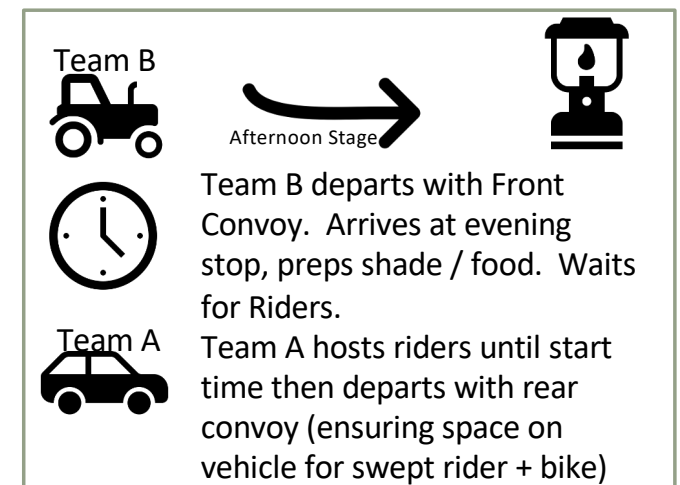 Team B
Afternoon Stage
Team B departs with Front
Convoy.  Arrives at evening
stop, preps shade / food.  Waits
for Riders.
Team A
Team A hosts riders until start
time then departs with rear
convoy (ensuring space on
vehicle for swept rider + bike)